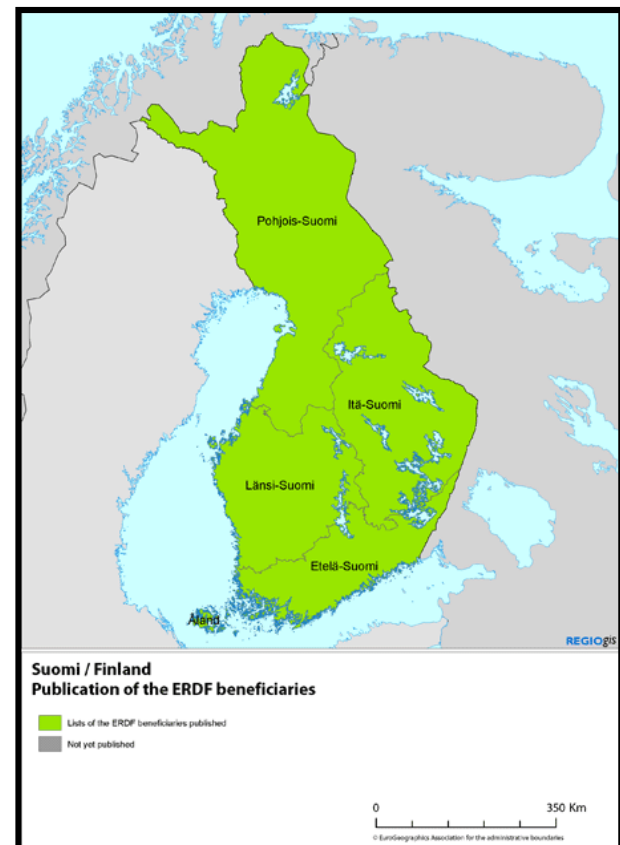 Pohjois-Suomi
Itä-Suomi
Länsi-Suomi
Etelä-Suomi
Åland
REGIOgis
Suomi / Finland
Publication of the ERDF beneficiaries
Lists of the ERDF beneficiaries published
Not yet published
0 350 Km
© EuroGeographics Association for the administrative boundaries